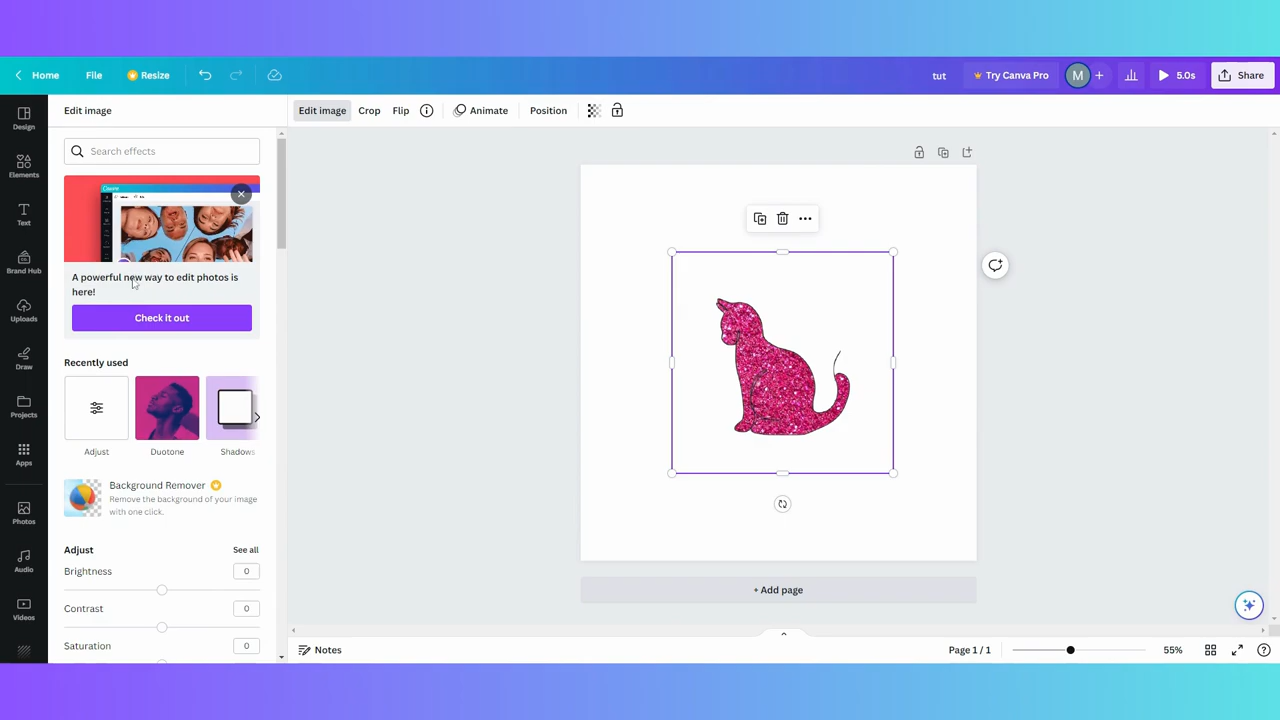 Home
File
Resize
tut
Try Canva Pro
M
5.0s
Share
Design
Elements
Text
Brand Hub
Uploads
Draw
Projects
Apps
Photos
Audio
Videos
Edit image
Search effects
A powerful new way to edit photos is
here!
Check it out
Recently used
Adjust
Duotone
Shadows
Background Remover
Remove the background of your image
with one click.
Adjust
See all
Brightness
0
Contrast
0
Saturation
0
Edit image
Crop
Flip
Animate
Position
+ Add page
Notes
Page 1 / 1
55%